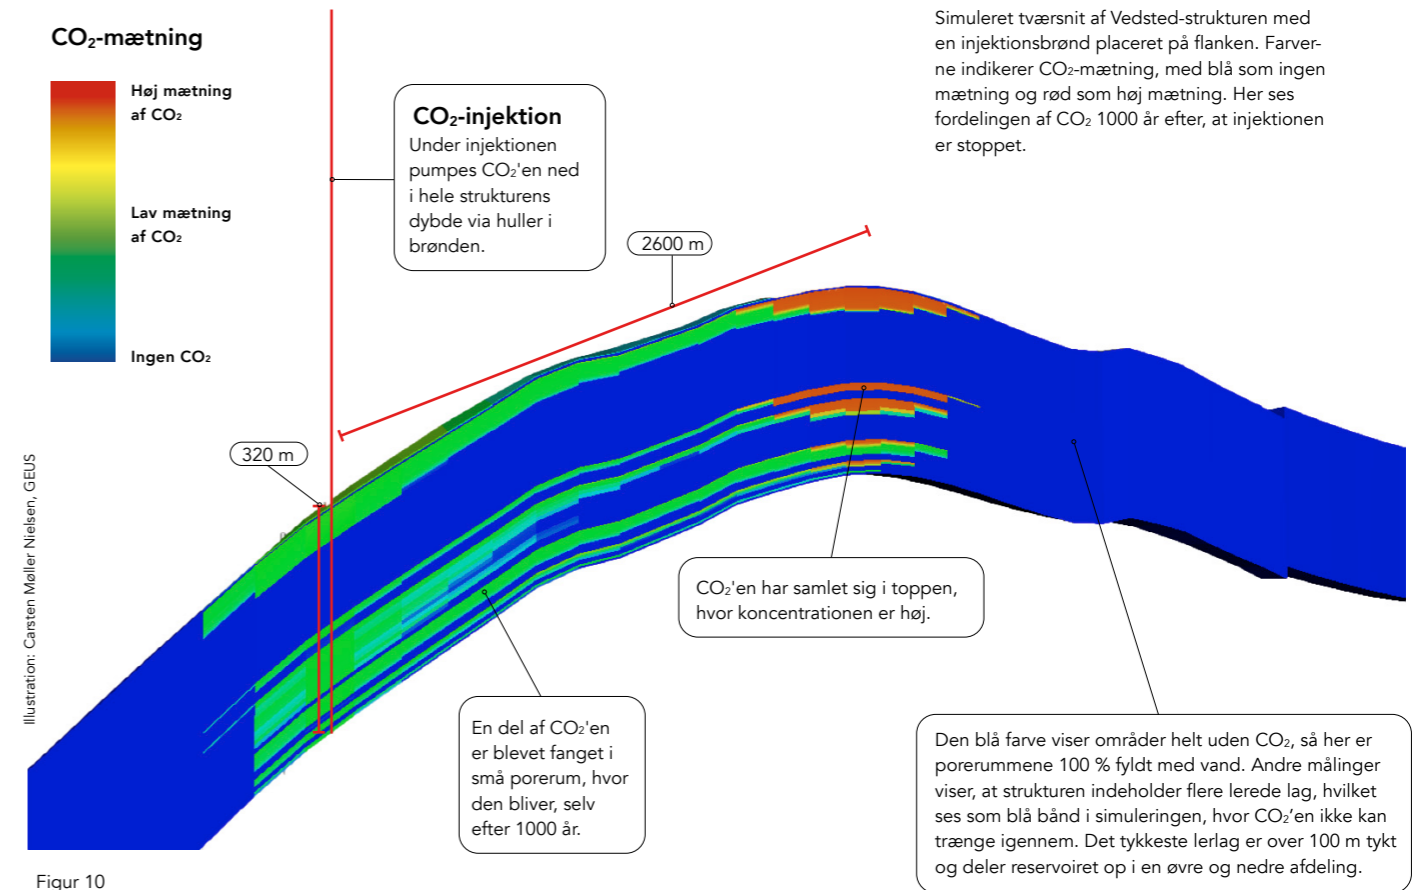 CO₂-mætning
Høj mætning
af CO₂
Lav mætning
af CO₂
Ingen CO₂
CO₂-injektion
Under injektionen
pumpes CO₂'en ned
i hele strukturens
dybde via huller i
brønden.
Simuleret tværsnit af Vedsted-strukturen med
en injektionsbrønd placeret på flanken. Farver-
ne indikerer CO₂-mætning, med blå som ingen
mætning og rød som høj mætning. Her ses
fordelingen af CO₂ 1000 år efter, at injektionen
er stoppet.
2600 m
320 m
CO₂'en har samlet sig i toppen,
hvor koncentrationen er høj.
En del af CO₂'en
er blevet fanget i
små porerum, hvor
den bliver, selv
efter 1000 år.
Den blå farve viser områder helt uden CO₂, så her er
porerummene 100 % fyldt med vand. Andre målinger
viser, at strukturen indeholder flere lerede lag, hvilket
ses som blå bånd i simuleringen, hvor CO₂'en ikke kan
trænge igennem. Det tykkeste lerlag er over 100 m tykt
og deler reservoiret op i en øvre og nedre afdeling.
Illustration: Carsten Møller Nielsen, GEUS
Figur 10